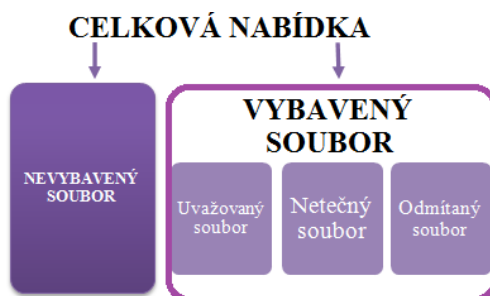 CELKOVÁ NABÍDKA
NEVYBAVENÝ
SOUBOR
VYBAVENÝ
SOUBOR
Uvažovaný
soubor
Netečný
soubor
Odmítaný
soubor